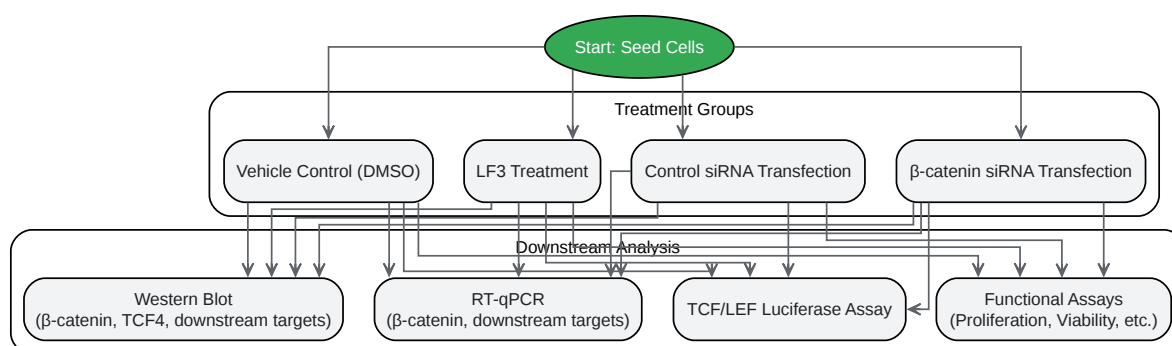 Start: Seed Cells
Treatment Groups
Vehicle Control (DMSO)
LF3 Treatment
Control siRNA Transfection
β-catenin siRNA Transfection
Downstream Analysis
Western Blot
(β-catenin, TCF4, downstream targets)
RT-qPCR
(β-catenin, downstream targets)
TCF/LEF Luciferase Assay
Functional Assays
(Proliferation, Viability, etc.)